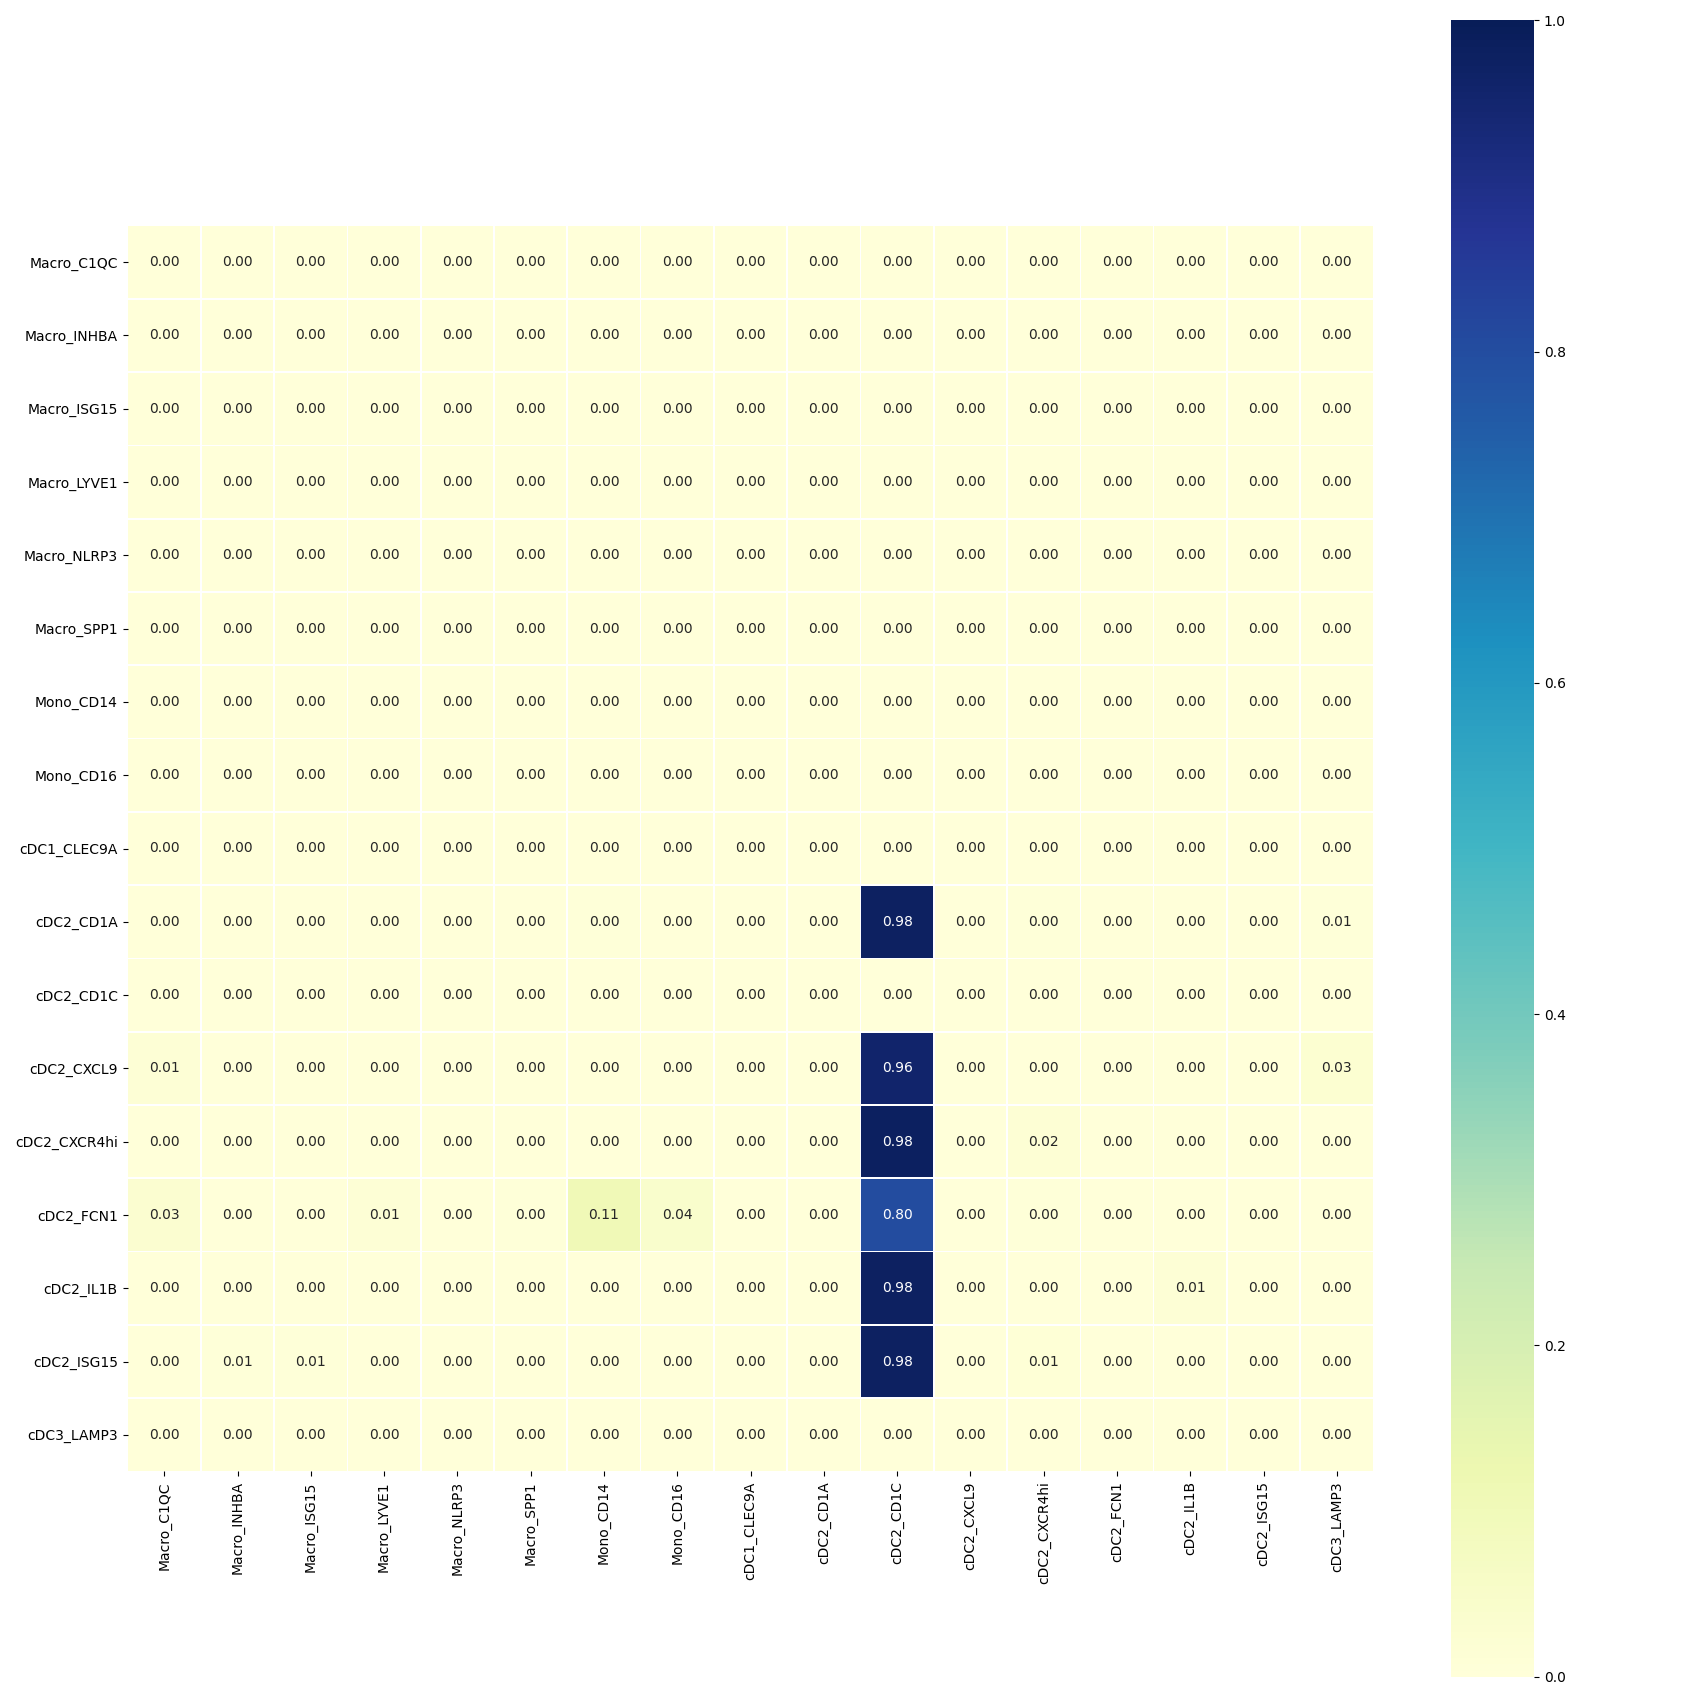 1.0
Macro_C1QC 0.00 0.00 0.00 0.00 0.00 0.00 0.00 0.00 0.00 0.00 0.00 0.00 0.00 0.00 0.00 0.00 0.00
Macro_INHBA 0.00 0.00 0.00 0.00 0.00 0.00 0.00 0.00 0.00 0.00 0.00 0.00 0.00 0.00 0.00 0.00 0.00
0.8
Macro_ISG15 0.00 0.00 0.00 0.00 0.00 0.00 0.00 0.00 0.00 0.00 0.00 0.00 0.00 0.00 0.00 0.00 0.00
Macro_LYVE1 0.00 0.00 0.00 0.00 0.00 0.00 0.00 0.00 0.00 0.00 0.00 0.00 0.00 0.00 0.00 0.00 0.00
Macro_NLRP3 0.00 0.00 0.00 0.00 0.00 0.00 0.00 0.00 0.00 0.00 0.00 0.00 0.00 0.00 0.00 0.00 0.00
Macro_SPP1 0.00 0.00 0.00 0.00 0.00 0.00 0.00 0.00 0.00 0.00 0.00 0.00 0.00 0.00 0.00 0.00 0.00
0.6
Mono_CD14 0.00 0.00 0.00 0.00 0.00 0.00 0.00 0.00 0.00 0.00 0.00 0.00 0.00 0.00 0.00 0.00 0.00
Mono_CD16 0.00 0.00 0.00 0.00 0.00 0.00 0.00 0.00 0.00 0.00 0.00 0.00 0.00 0.00 0.00 0.00 0.00
cDC1_CLEC9A 0.00 0.00 0.00 0.00 0.00 0.00 0.00 0.00 0.00 0.00 0.00 0.00 0.00 0.00 0.00 0.00 0.00
cDC2_CD1A 0.00 0.00 0.00 0.00 0.00 0.00 0.00 0.00 0.00 0.00 0.98 0.00 0.00 0.00 0.00 0.00 0.01
cDC2_CD1C 0.00 0.00 0.00 0.00 0.00 0.00 0.00 0.00 0.00 0.00 0.00 0.00 0.00 0.00 0.00 0.00 0.00
0.4
cDC2_CXCL9 0.01 0.00 0.00 0.00 0.00 0.00 0.00 0.00 0.00 0.00 0.96 0.00 0.00 0.00 0.00 0.00 0.03
cDC2_CXCR4hi 0.00 0.00 0.00 0.00 0.00 0.00 0.00 0.00 0.00 0.00 0.98 0.00 0.02 0.00 0.00 0.00 0.00
cDC2_FCN1 0.03 0.00 0.00 0.01 0.00 0.00 0.11 0.04 0.00 0.00 0.80 0.00 0.00 0.00 0.00 0.00 0.00
cDC2_IL1B 0.00 0.00 0.00 0.00 0.00 0.00 0.00 0.00 0.00 0.00 0.98 0.00 0.00 0.00 0.01 0.00 0.00
0.2
cDC2_ISG15 0.00 0.01 0.01 0.00 0.00 0.00 0.00 0.00 0.00 0.00 0.98 0.00 0.01 0.00 0.00 0.00 0.00
cDC3_LAMP3 0.00 0.00 0.00 0.00 0.00 0.00 0.00 0.00 0.00 0.00 0.00 0.00 0.00 0.00 0.00 0.00 0.00
Macro_C1QC
Macro_INHBA
Macro_ISG15
Macro_LYVE1
Macro_NLRP3
Macro_SPP1
Mono_CD14
Mono_CD16
cDC1_CLEC9A
cDC2_CD1A
cDC2_CD1C
cDC2_CXCL9
cDC2_CXCR4hi
cDC2_FCN1
cDC2_IL1B
cDC2_ISG15
cDC3_LAMP3
0.0